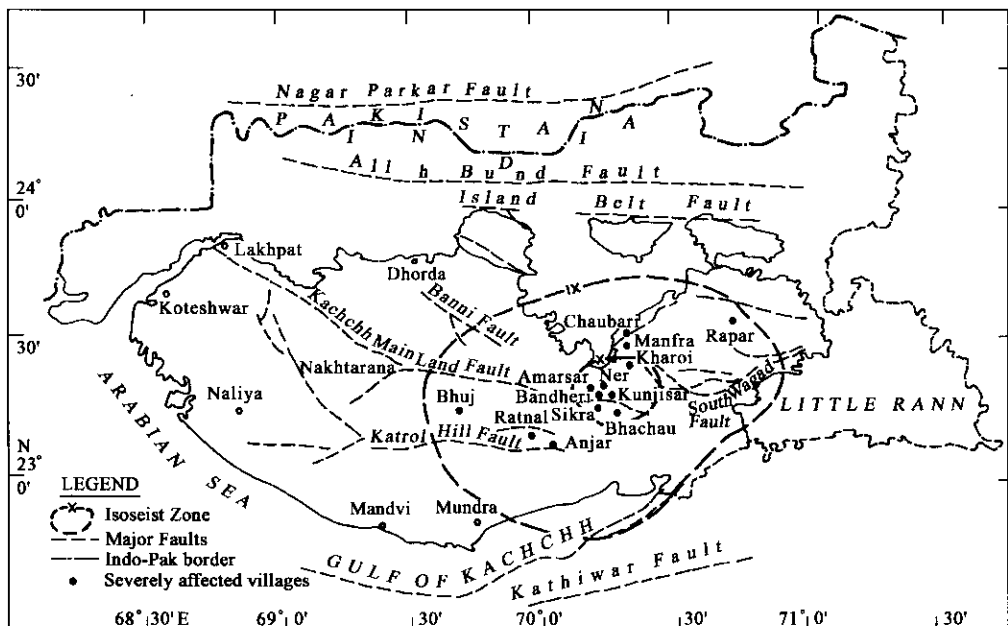 30'
Nagar Parkar Fault
PAKISTAN
INDIA
Allh Bund Fault
24°
0'
Island Belt Fault
Lakhpat
Dhorda
Koteshwar
Banni Fault
IX
Chaubari
Manfra
Rapar
30'
Kachchh Main Land Fault
X
Kharoi
Nakhtarana
Amarsar
Ner
Naliya
Bhuj
Bandheri
Kunjisar
South Wagad
Fault
LITTLE RANN
Ratnal
Sikra
Bhachau
Katrol Hill Fault
Anjar
ARABIAN SEA
N
23°
0'
LEGEND
X
Isoseist Zone
Major Faults
Indo-Pak border
Severely affected villages
Mandvi
Mundra
GULF OF KACHCHH
Kathiwar Fault
68°30' E
69°0'
30'
70°0'
30'
71°0'
30'